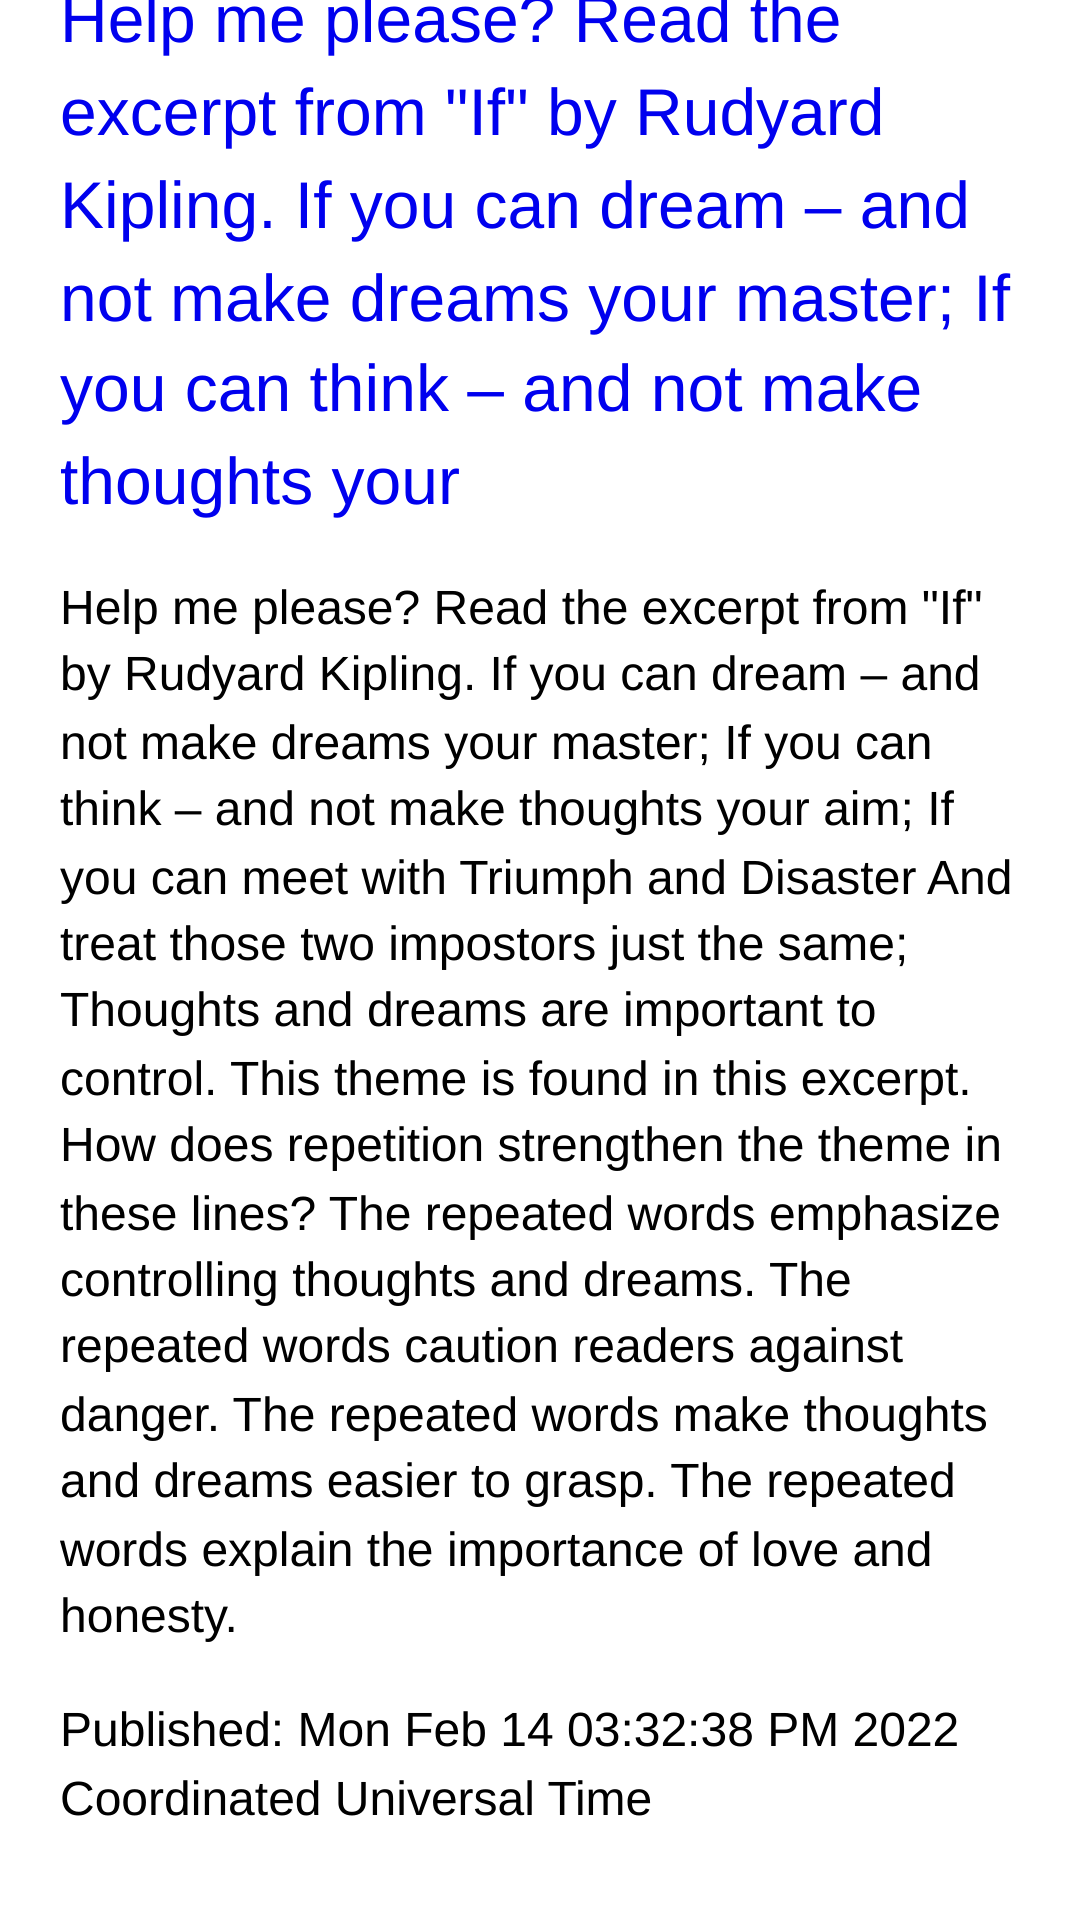 Help me please? Read the
excerpt from "If" by Rudyard
Kipling. If you can dream – and
not make dreams your master; If
you can think – and not make
thoughts your
Help me please? Read the excerpt from "If"
by Rudyard Kipling. If you can dream – and
not make dreams your master; If you can
think – and not make thoughts your aim; If
you can meet with Triumph and Disaster And
treat those two impostors just the same;
Thoughts and dreams are important to
control. This theme is found in this excerpt.
How does repetition strengthen the theme in
these lines? The repeated words emphasize
controlling thoughts and dreams. The
repeated words caution readers against
danger. The repeated words make thoughts
and dreams easier to grasp. The repeated
words explain the importance of love and
honesty.
Published: Mon Feb 14 03:32:38 PM 2022
Coordinated Universal Time